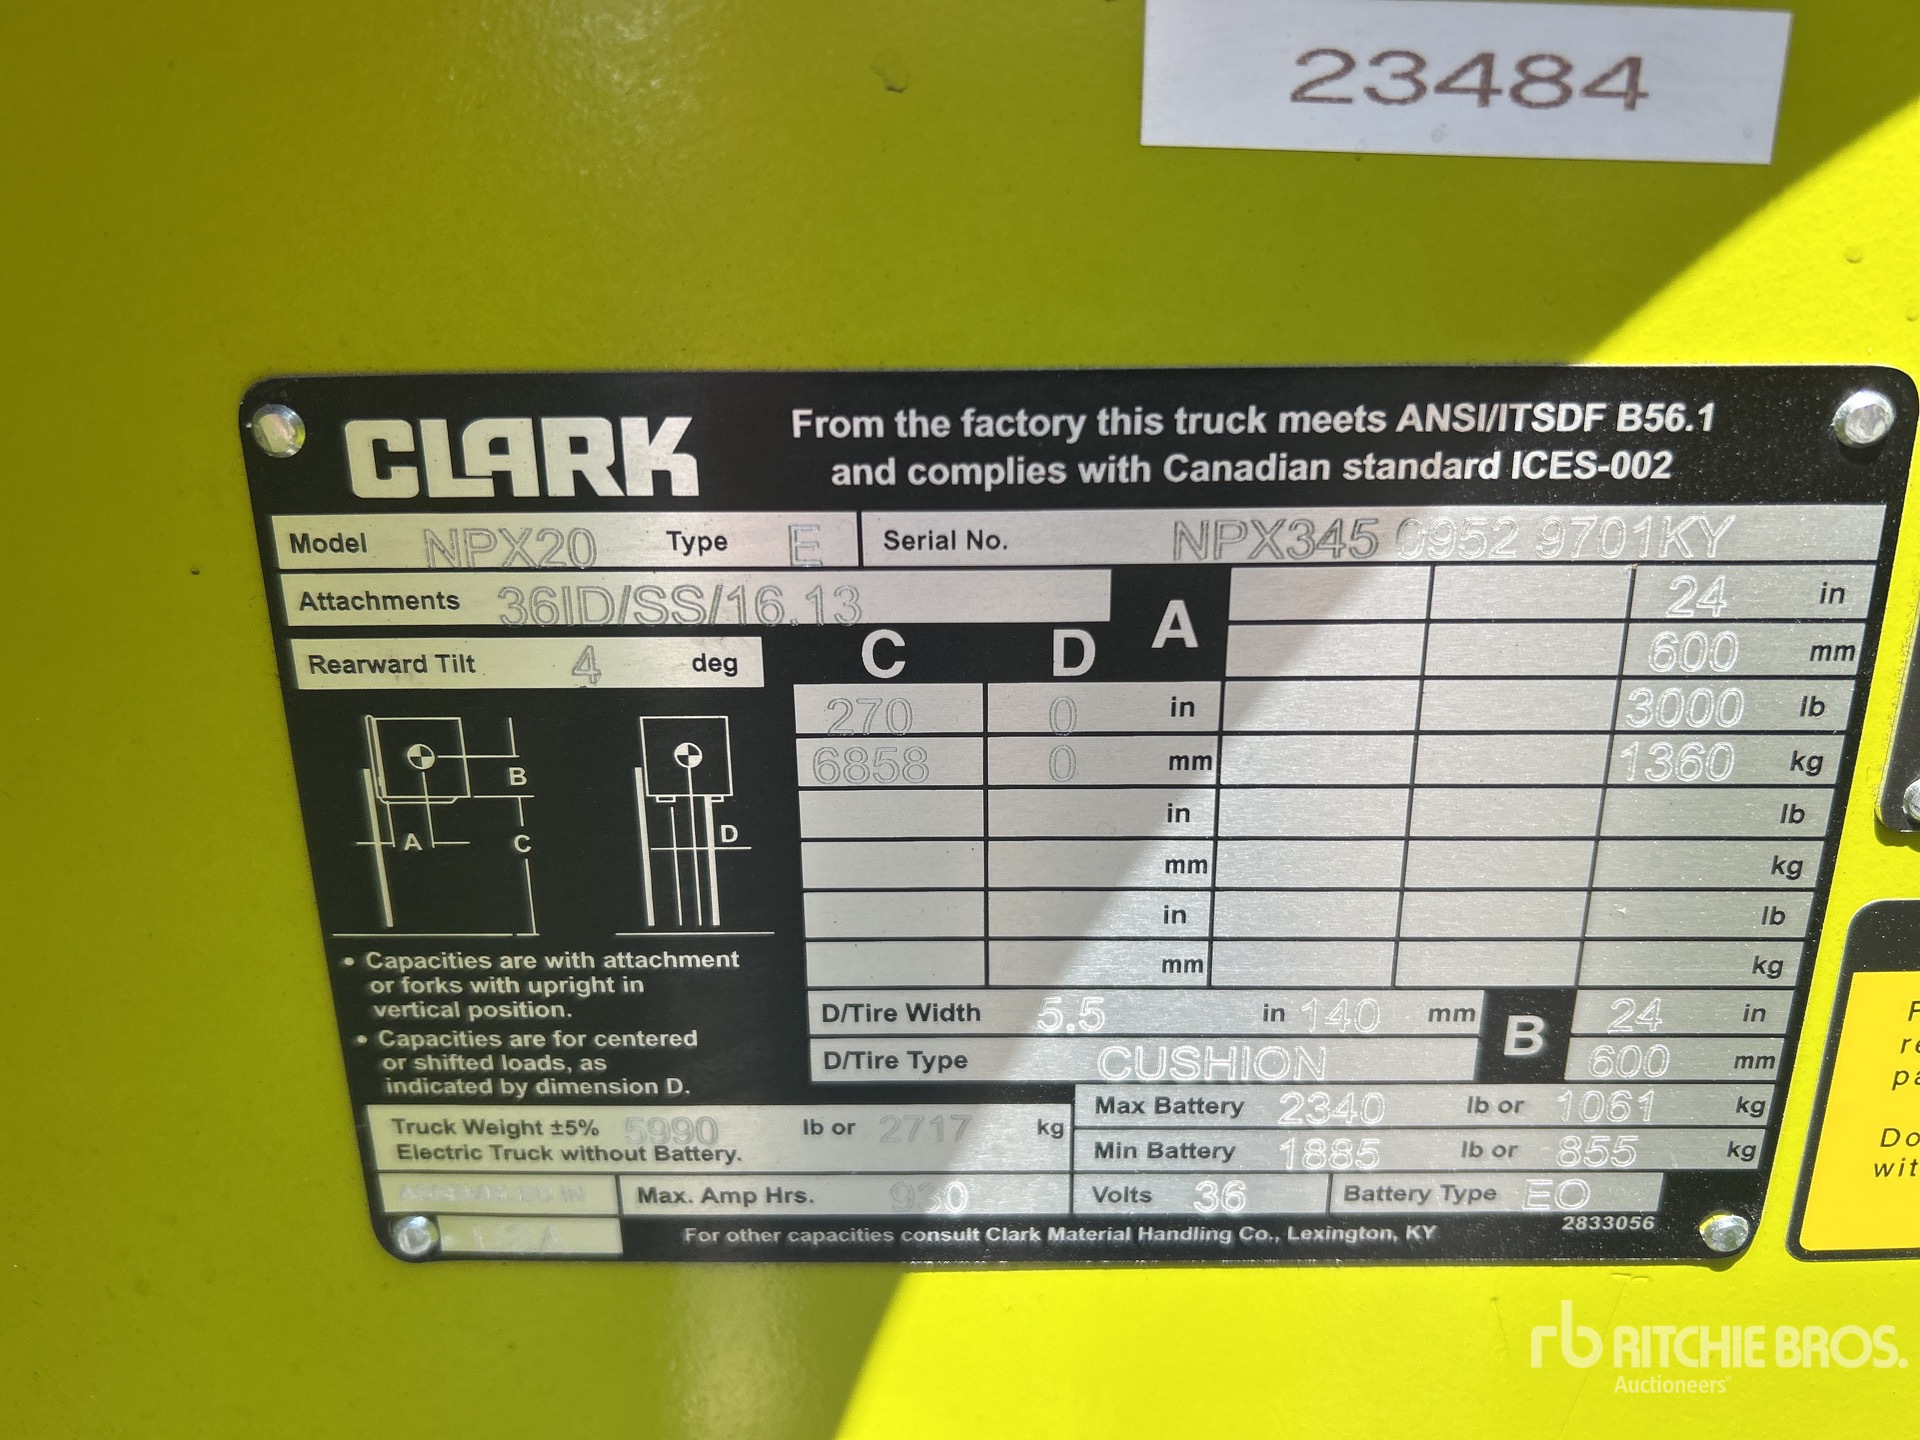 23484
CLARK
From the factory this truck meets ANSI/ITSDF B56.1
and complies with Canadian standard ICES-002
Model NPX20 Type E Serial No. NPX345 0952 9701KY
Attachments 36ID/SS/16.13
Rearward Tilt 4 deg
C D A
24 in
600 mm
270 0 in 3000 lb
6858 0 mm 1360 kg
in lb
mm kg
in lb
mm kg
B
A C
D
• Capacities are with attachment
or forks with upright in
vertical position.
• Capacities are for centered
or shifted loads, as
indicated by dimension D.
D/Tire Width 5.5 in 140 mm
D/Tire Type CUSHION
B
24 in
600 mm
Truck Weight ±5% 5990 lb or 2717 kg
Electric Truck without Battery.
Max Battery 2340 lb or 1061 kg
Min Battery 1885 lb or 855 kg
ASSEMBLED IN
USA
Max. Amp Hrs. 930
Volts 36 Battery Type EO
For other capacities consult Clark Material Handling Co., Lexington, KY
2833056
Do
wit
rb RITCHIE BROS.
Auctioneers